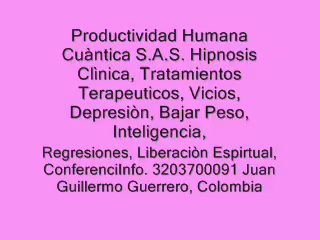 Productividad Humana
Cuàntica S.A.S. Hipnosis
Clìnica, Tratamientos
Terapeuticos, Vicios,
Depresiòn, Bajar Peso,
Inteligencia,
Regresiones, Liberaciòn Espirtual,
ConferenciInfo. 3203700091 Juan
Guillermo Guerrero, Colombia